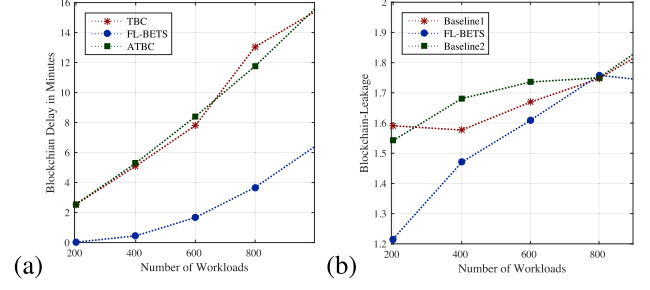 16
14
12
10
8
6
4
2
0
Blockchian Delay in Minutes
TBC
FL-BETS
ATBC
200 400 600 800
Number of Workloads
(a)
2
1.9
1.8
1.7
1.6
1.5
1.4
1.3
1.2
Blockchain-Leakage
Baseline1
FL-BETS
Baseline2
200 400 600 800
Number of Workloads
(b)